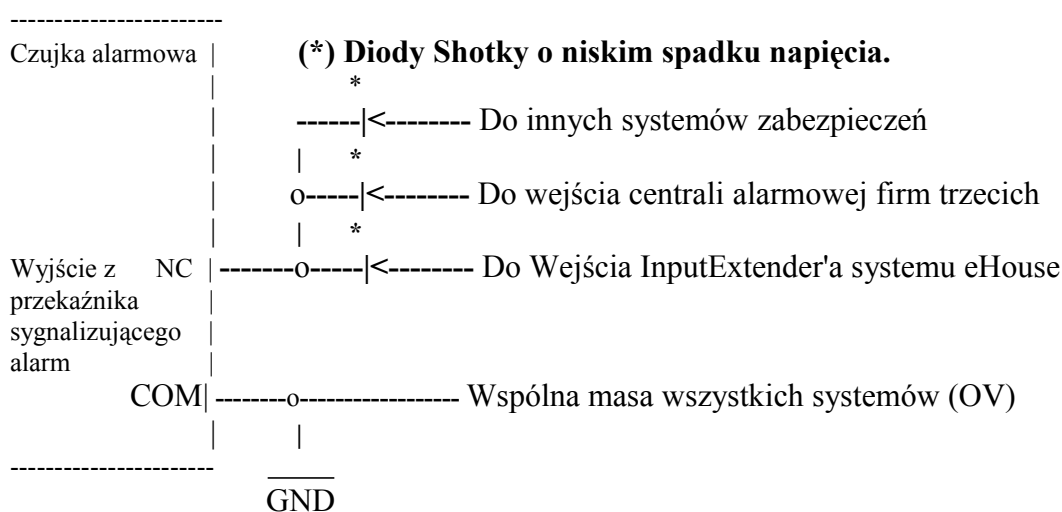 ------------------------
Czujka alarmowa | (*) Diody Shotky o niskim spadku napięcia.
| *
| ------|<-------- Do innych systemów zabezpieczeń
| | *
| o-----|<-------- Do wejścia centrali alarmowej firm trzecich
| | *
Wyjście z NC |-------o-----|<-------- Do Wejścia InputExtender'a systemu eHouse
przekaźnika |
sygnalizującego |
alarm |
COM| --------o------------------ Wspólna masa wszystkich systemów (OV)
| |
-----------------------
GND